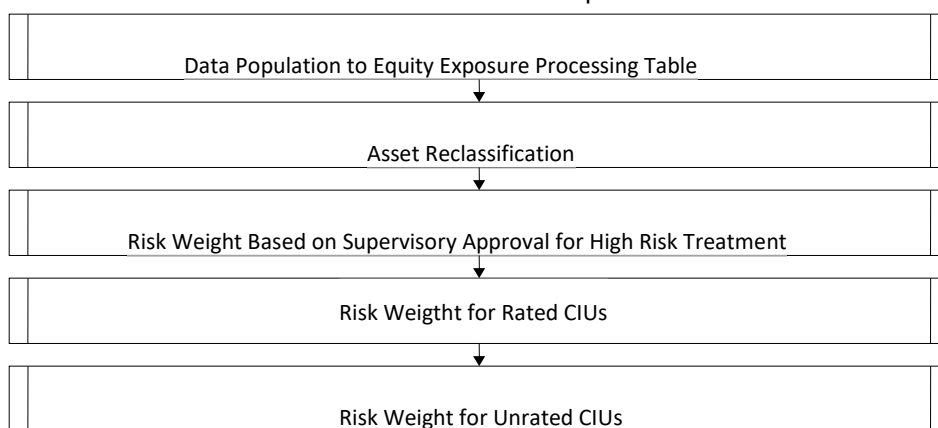 Data Population to Equity Exposure Processing Table
Asset Reclassification
Risk Weight Based on Supervisory Approval for High Risk Treatment
Risk Weigtht for Rated CIUs
Risk Weight for Unrated CIUs